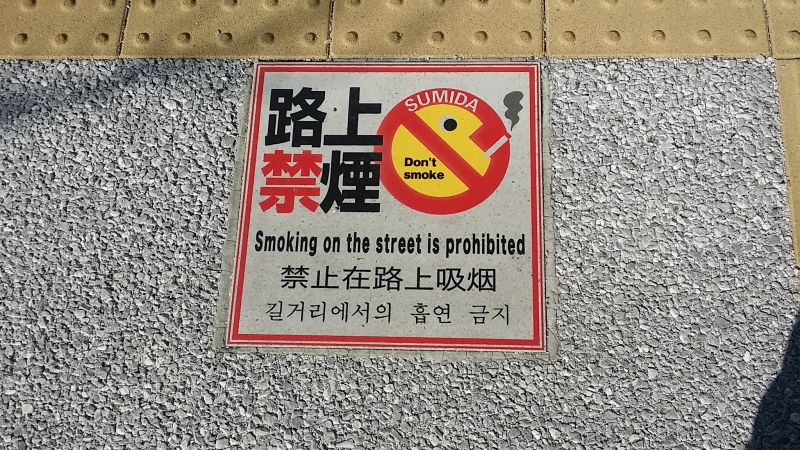 路上
禁煙
SUMIDA
Don't
smoke
Smoking on the street is prohibited
禁止在路上吸烟
길거리에서의 흡연 금지